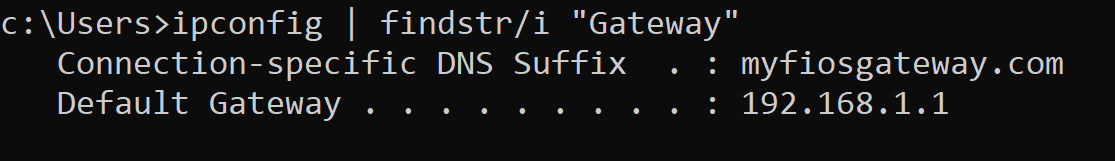 c:\Users>ipconfig | findstr/i "Gateway"
   Connection-specific DNS Suffix  . : myfiosgateway.com
   Default Gateway . . . . . . . . . : 192.168.1.1